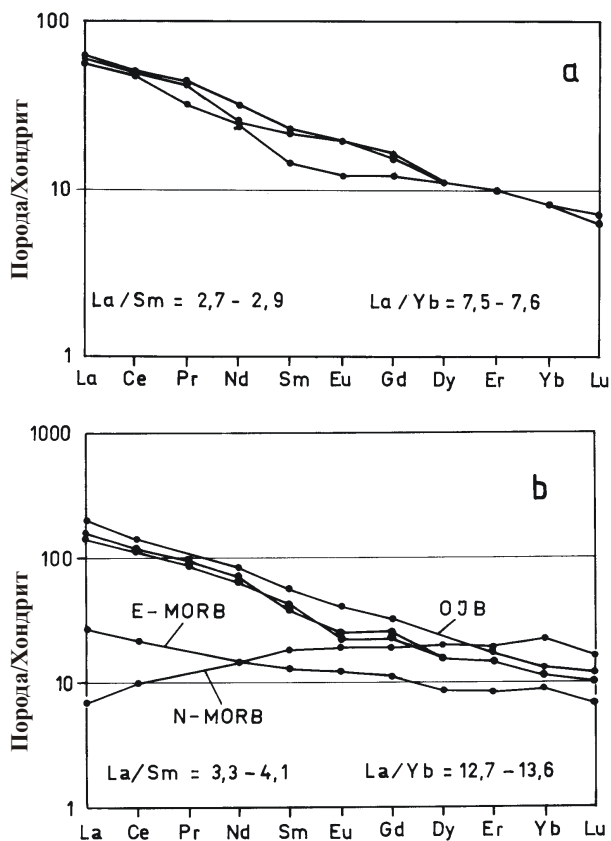 100
a
Порода/Хондрит
10
La/Sm = 2,7 – 2,9 La/Yb = 7,5 – 7,6
1
La Ce Pr Nd Sm Eu Gd Dy Er Yb Lu
1000
b
100
Порода/Хондрит
E-MORB OJB
10
N-MORB
La/Sm = 3,3 – 4,1 La/Yb = 12,7 – 13,6
1
La Ce Pr Nd Sm Eu Gd Dy Er Yb Lu